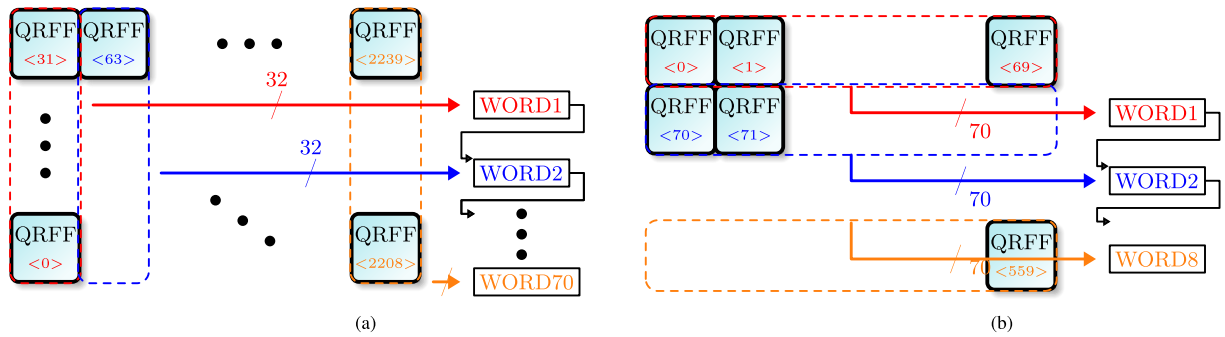 QRFF QRFF QRFF
<31> <63> <2239>
32
WORD1
32
WORD2
QRFF QRFF
<0> <2208>
WORD70
(a)
QRFF QRFF QRFF
<0> <1> <69>
QRFF QRFF
<70> <71>
70
WORD1
WORD2
70
QRFF
70 <559>
WORD8
(b)